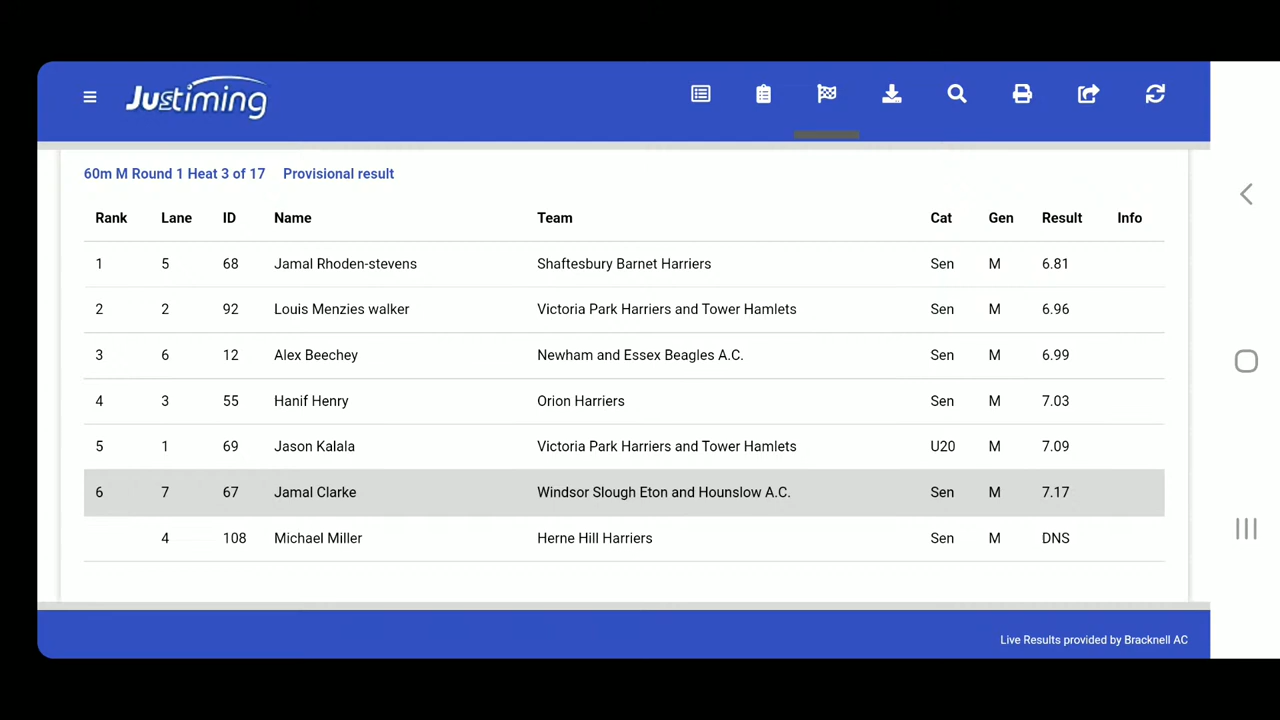 Justiming
60m M Round 1 Heat 3 of 17 Provisional result
Rank Lane ID Name Team Cat Gen Result Info
1 5 68 Jamal Rhoden-stevens Shaftesbury Barnet Harriers Sen M 6.81
2 2 92 Louis Menzies walker Victoria Park Harriers and Tower Hamlets Sen M 6.96
3 6 12 Alex Beechey Newham and Essex Beagles A.C. Sen M 6.99
4 3 55 Hanif Henry Orion Harriers Sen M 7.03
5 1 69 Jason Kalala Victoria Park Harriers and Tower Hamlets U20 M 7.09
6 7 67 Jamal Clarke Windsor Slough Eton and Hounslow A.C. Sen M 7.17
4 108 Michael Miller Herne Hill Harriers Sen M DNS
Live Results provided by Bracknell AC